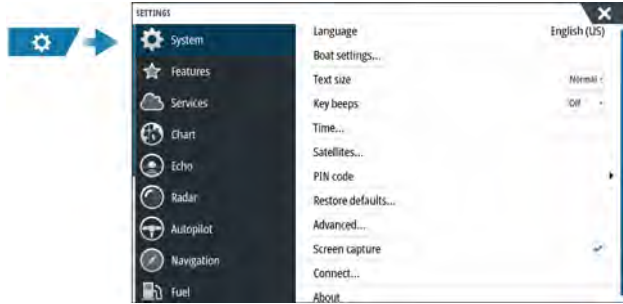 SETTINGS
System
Features
Services
Chart
Echo
Radar
Autopilot
Navigation
Fuel
Language English (US)
Boat settings...
Text size Normal
Key beeps Off
Time...
Satellites...
PIN code
Restore defaults...
Advanced...
Screen capture
Connect...
About